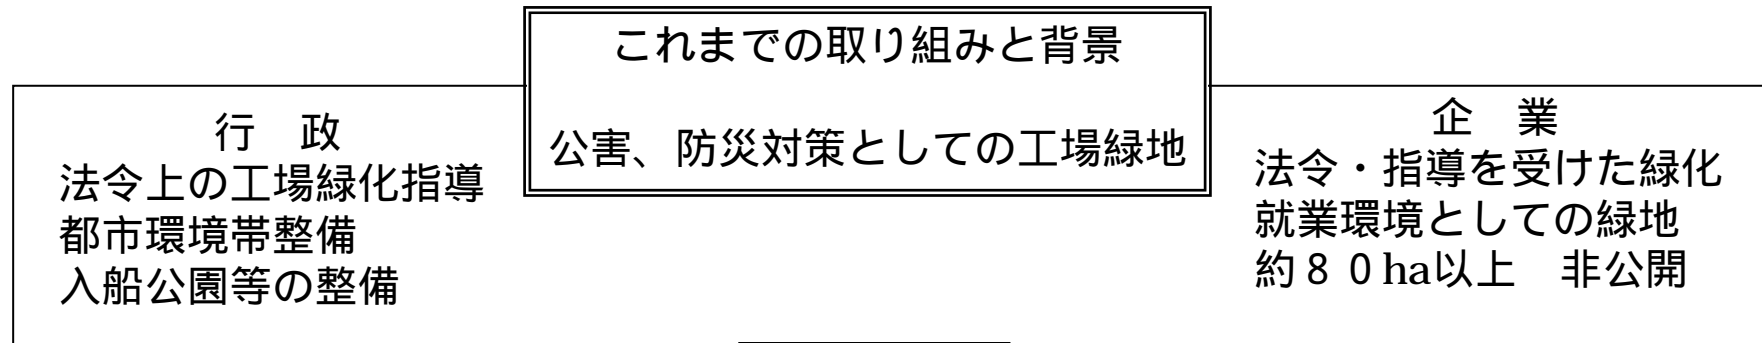 これまでの取り組みと背景
公害、防災対策としての工場緑地
行　政
法令上の工場緑化指導
都市環境帯整備
入船公園等の整備
企　業
法令・指導を受けた緑化
就業環境としての緑地
約８０ha以上　非公開